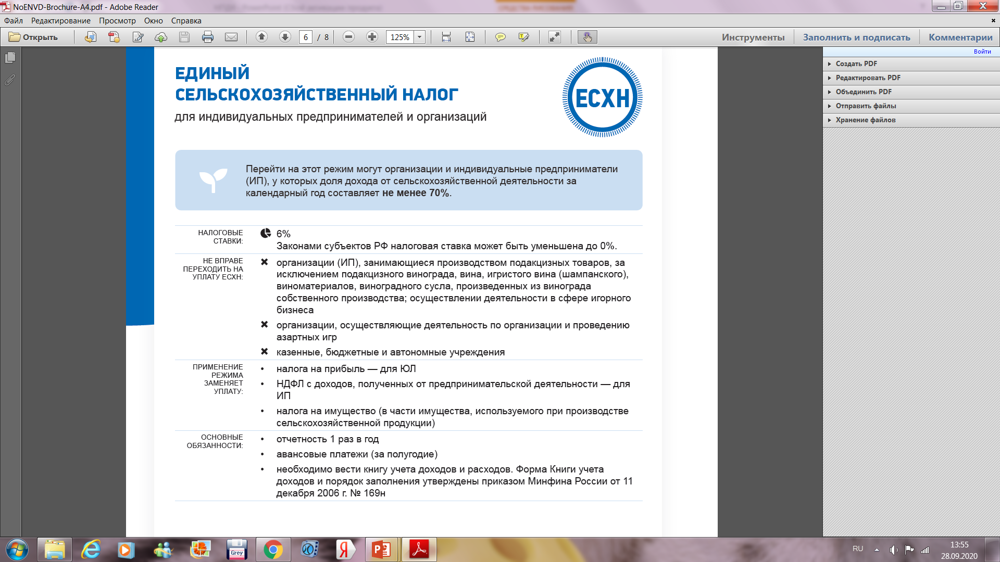 NoENVD-Brochure-A4.pdf - Adobe Reader
Файл Редактирование Просмотр Окно Справка
Открыть 6 / 8 125% Инструменты Заполнить и подписать Комментарии
Войти
Создать PDF
Редактировать PDF
Объединить PDF
Отправить файлы
Хранение файлов
ЕДИНЫЙ
СЕЛЬСКОХОЗЯЙСТВЕННЫЙ НАЛОГ
для индивидуальных предпринимателей и организаций
ЕСХН
Перейти на этот режим могут организации и индивидуальные предприниматели
(ИП), у которых доля дохода от сельскохозяйственной деятельности за
календарный год составляет не менее 70%.
НАЛОГОВЫЕ
СТАВКИ:
6%
Законами субъектов РФ налоговая ставка может быть уменьшена до 0%.
НЕ ВПРАВЕ
ПЕРЕХОДИТЬ НА
УПЛАТУ ЕСХН:
организации (ИП), занимающиеся производством подакцизных товаров, за
исключением подакцизного винограда, вина, игристого вина (шампанского),
виноматериалов, виноградного сусла, произведенных из винограда
собственного производства; осуществлении деятельности в сфере игорного
бизнеса
организации, осуществляющие деятельность по организации и проведению
азартных игр
казенные, бюджетные и автономные учреждения
ПРИМЕНЕНИЕ
РЕЖИМА
ЗАМЕНЯЕТ
УПЛАТУ:
• налога на прибыль — для ЮЛ
• НДФЛ с доходов, полученных от предпринимательской деятельности — для
ИП
• налога на имущество (в части имущества, используемого при производстве
сельскохозяйственной продукции)
ОСНОВНЫЕ
ОБЯЗАННОСТИ:
• отчетность 1 раз в год
• авансовые платежи (за полугодие)
• необходимо вести книгу учета доходов и расходов. Форма Книги учета
доходов и порядок заполнения утверждены приказом Минфина России от 11
декабря 2006 г. № 169н
Grey
RU
13:55
28.09.2020